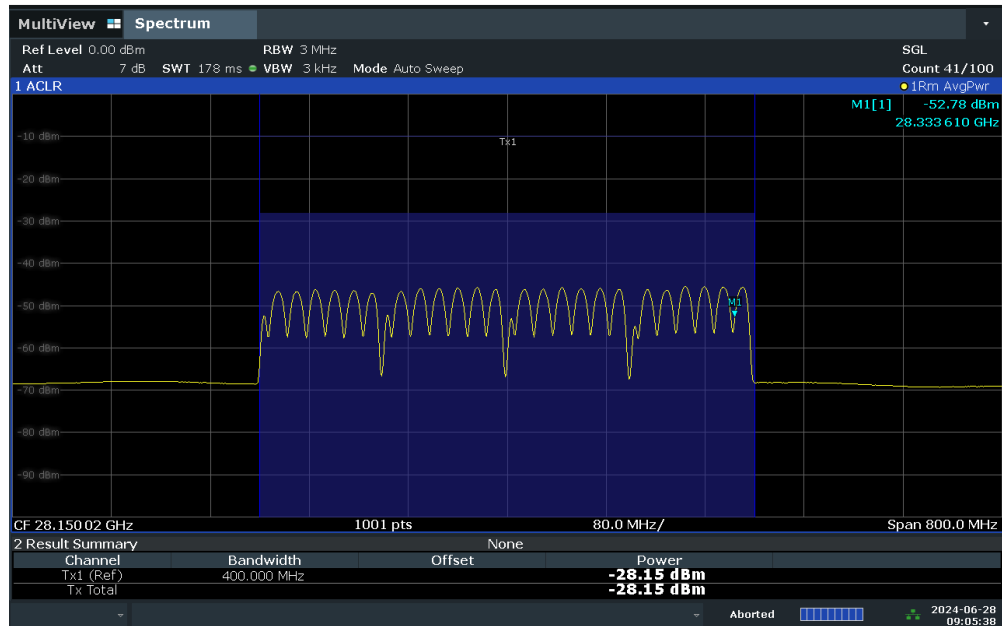 MultiView Spectrum
Ref Level 0.00 dBm RBW 3 MHz SGL
Att 7 dB SWT 178 ms VBW 3 kHz Mode Auto Sweep Count 41/100
1 ACLR 1Rm AvgPwr
M1[1] -52.78 dBm
28.333610 GHz
-10 dBm
Tx1
-20 dBm
-30 dBm
-40 dBm
-50 dBm
M1
-60 dBm
-70 dBm
-80 dBm
-90 dBm
CF 28.15002 GHz 1001 pts 80.0 MHz/ Span 800.0 MHz
2 Result Summary None
Channel Bandwidth Offset Power
Tx1 (Ref) 400.000 MHz -28.15 dBm
Tx Total -28.15 dBm
Aborted 2024-06-28
09:05:38